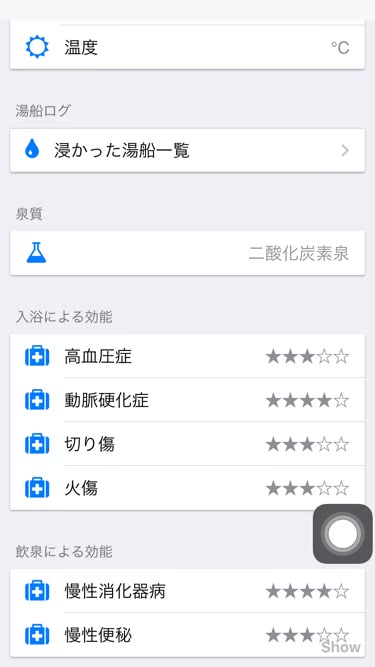 温度 °C
湯船ログ
浸かった湯船一覧
泉質
二酸化炭素泉
入浴による効能
高血圧症 ★★★☆☆
動脈硬化症 ★★★★☆
切り傷 ★★★☆☆
火傷 ★★★☆☆
飲泉による効能
慢性消化器病 ★★★★☆
慢性便秘 ★★★☆☆
Show